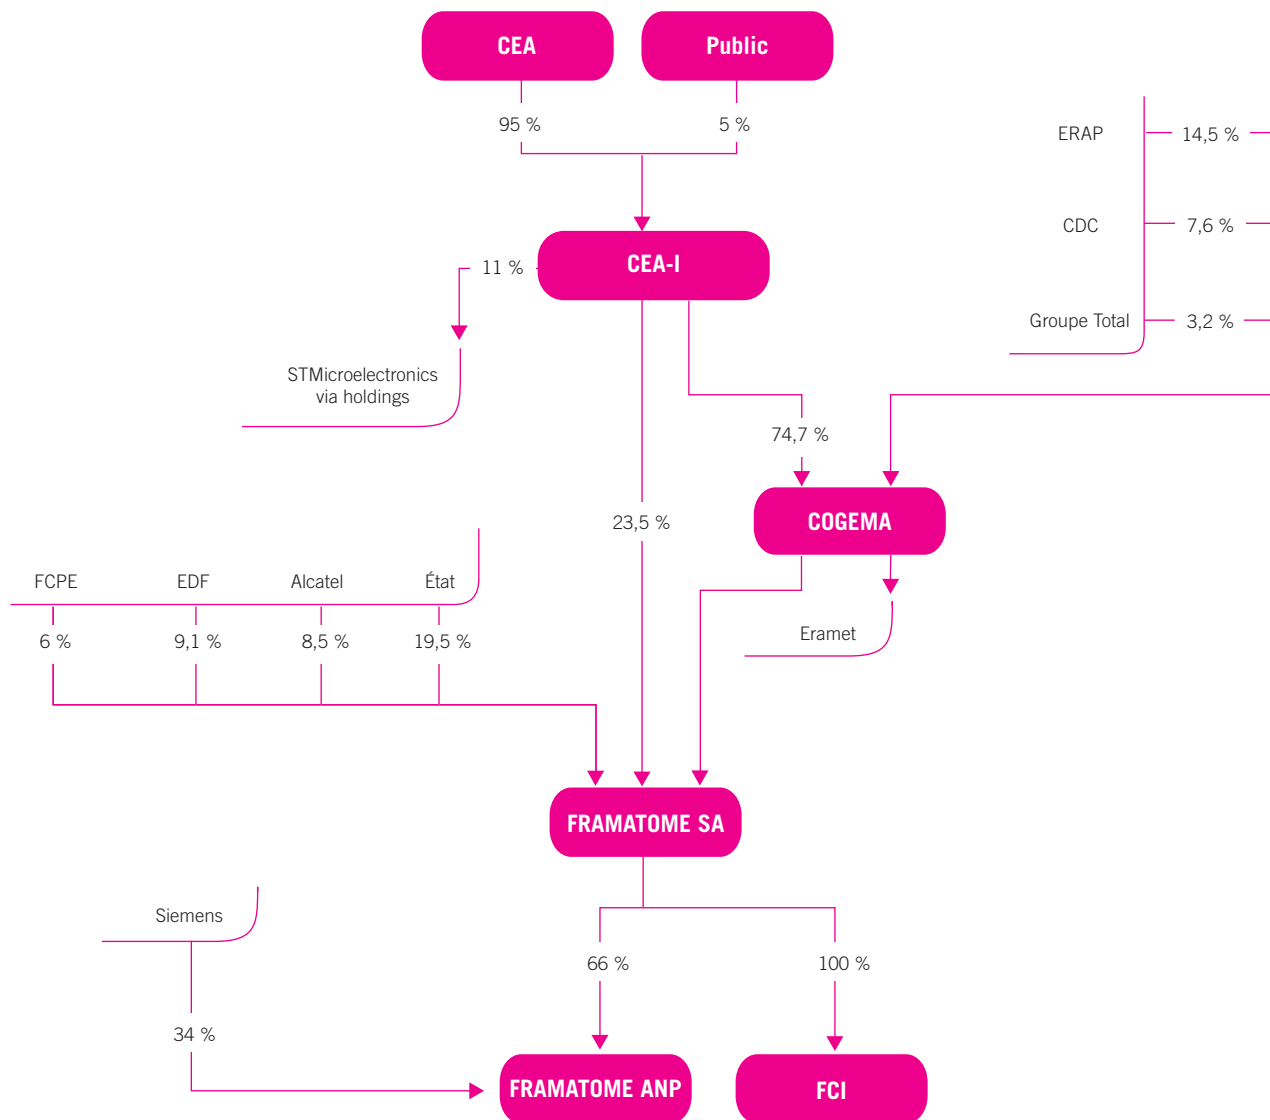 CEA
Public
95 %
5 %
ERAP
14,5 %
CDC
7,6 %
CEA-I
11 %
Groupe Total
3,2 %
STMicroelectronics
via holdings
74,7 %
COGEMA
23,5 %
FCPE
EDF
Alcatel
État
6 %
9,1 %
8,5 %
19,5 %
Eramet
FRAMATOME SA
Siemens
66 %
100 %
34 %
FRAMATOME ANP
FCI